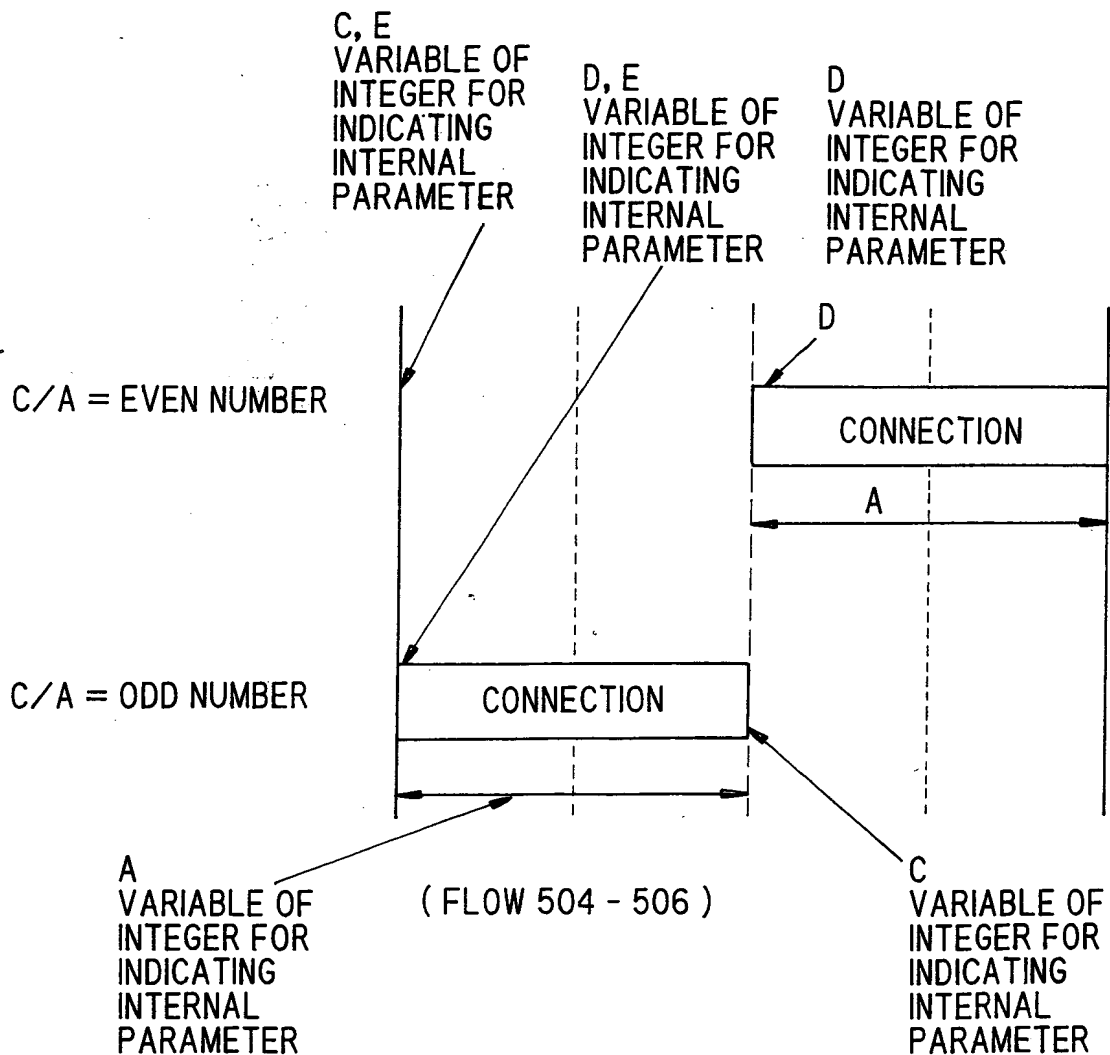 C, E
VARIABLE OF
INTEGER FOR
INDICATING
INTERNAL
PARAMETER
D, E
VARIABLE OF
INTEGER FOR
INDICATING
INTERNAL
PARAMETER
D
VARIABLE OF
INTEGER FOR
INDICATING
INTERNAL
PARAMETER
D
C/A = EVEN NUMBER
CONNECTION
A
C/A = ODD NUMBER
CONNECTION
A
VARIABLE OF
INTEGER FOR
INDICATING
INTERNAL
PARAMETER
( FLOW 504 - 506 )
C
VARIABLE OF
INTEGER FOR
INDICATING
INTERNAL
PARAMETER